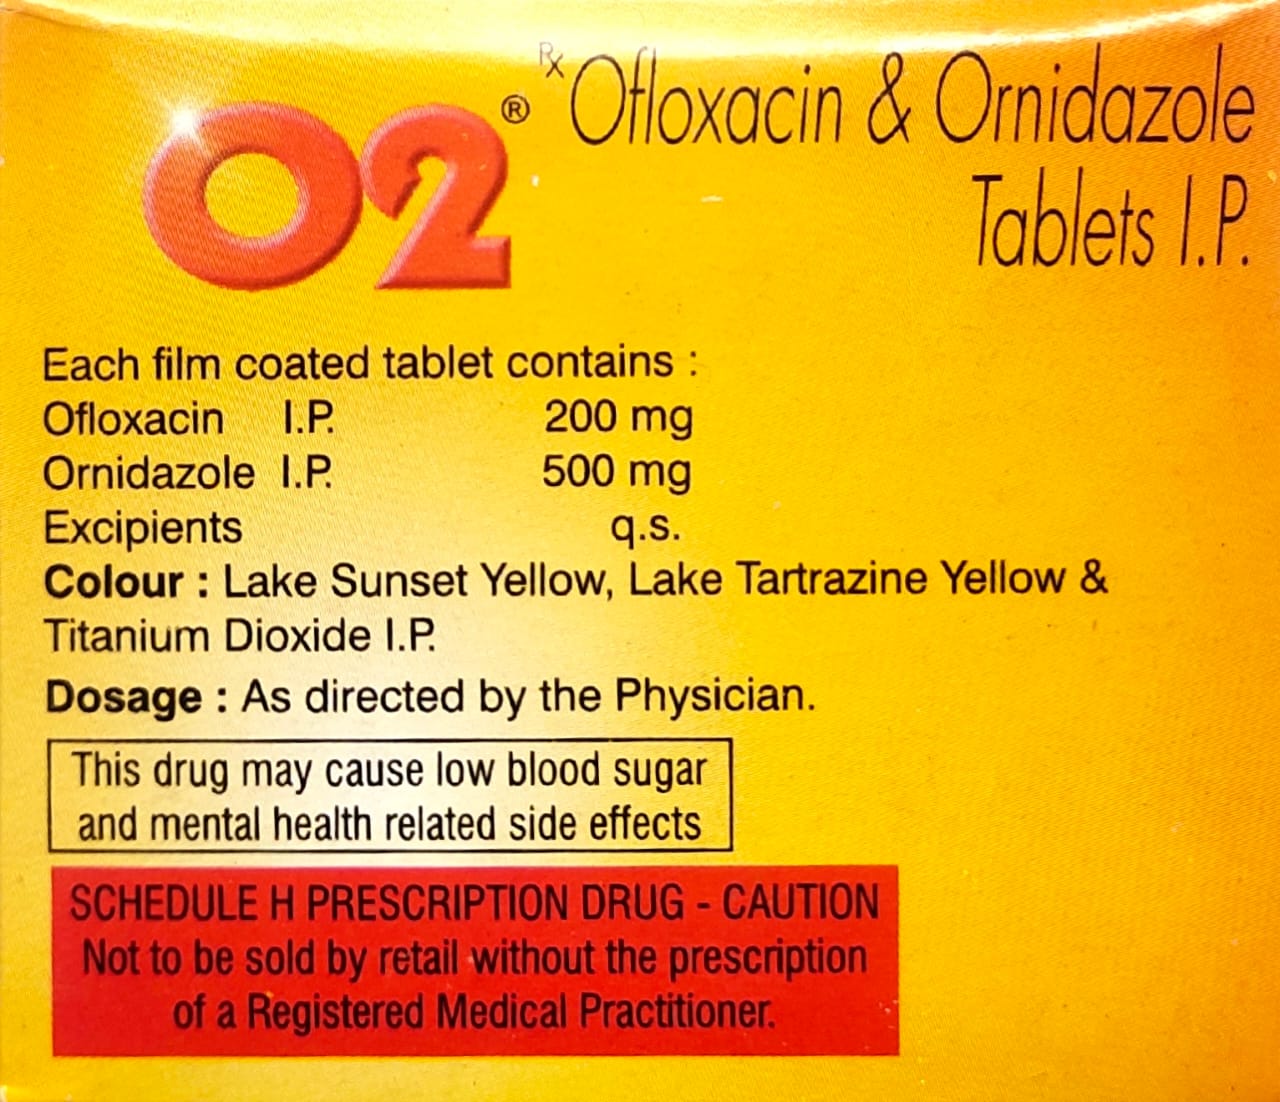 O2®
Rx Ofloxacin & Ornidazole
Tablets I.P.
Each film coated tablet contains :
Ofloxacin I.P. 200 mg
Ornidazole I.P. 500 mg
Excipients q.s.
Colour : Lake Sunset Yellow, Lake Tartrazine Yellow &
Titanium Dioxide I.P.
Dosage : As directed by the Physician.
This drug may cause low blood sugar
and mental health related side effects
SCHEDULE H PRESCRIPTION DRUG - CAUTION
Not to be sold by retail without the prescription
of a Registered Medical Practitioner.